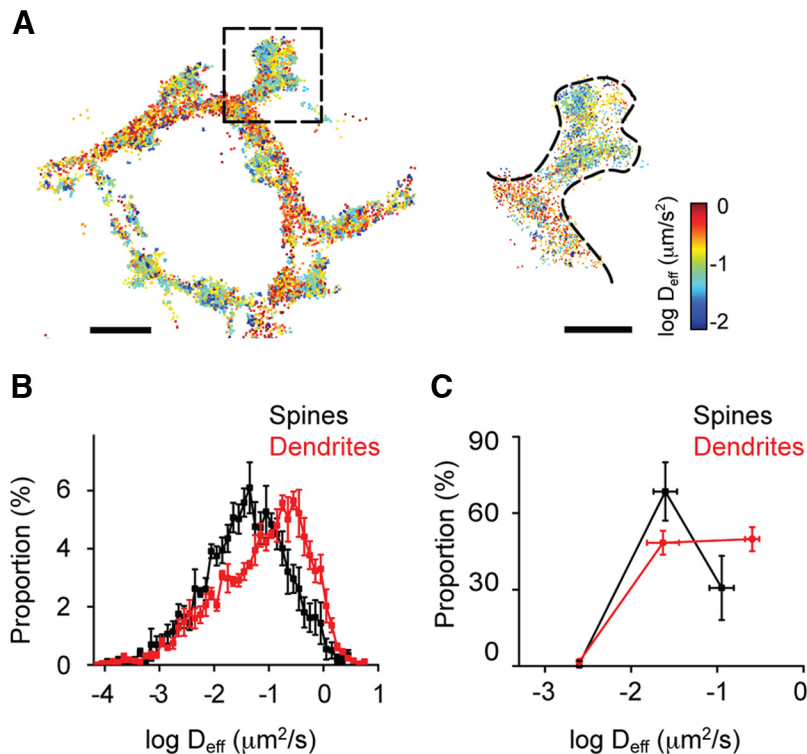 A
log D_eff (μm/s²)
0
-1
-2
B
C
Spines
Dendrites
Proportion (%)
6
4
2
0
-4 -3 -2 -1 0 1
log D_eff (μm²/s)
Spines
Dendrites
Proportion (%)
90
60
30
0
-3 -2 -1 0
log D_eff (μm²/s)